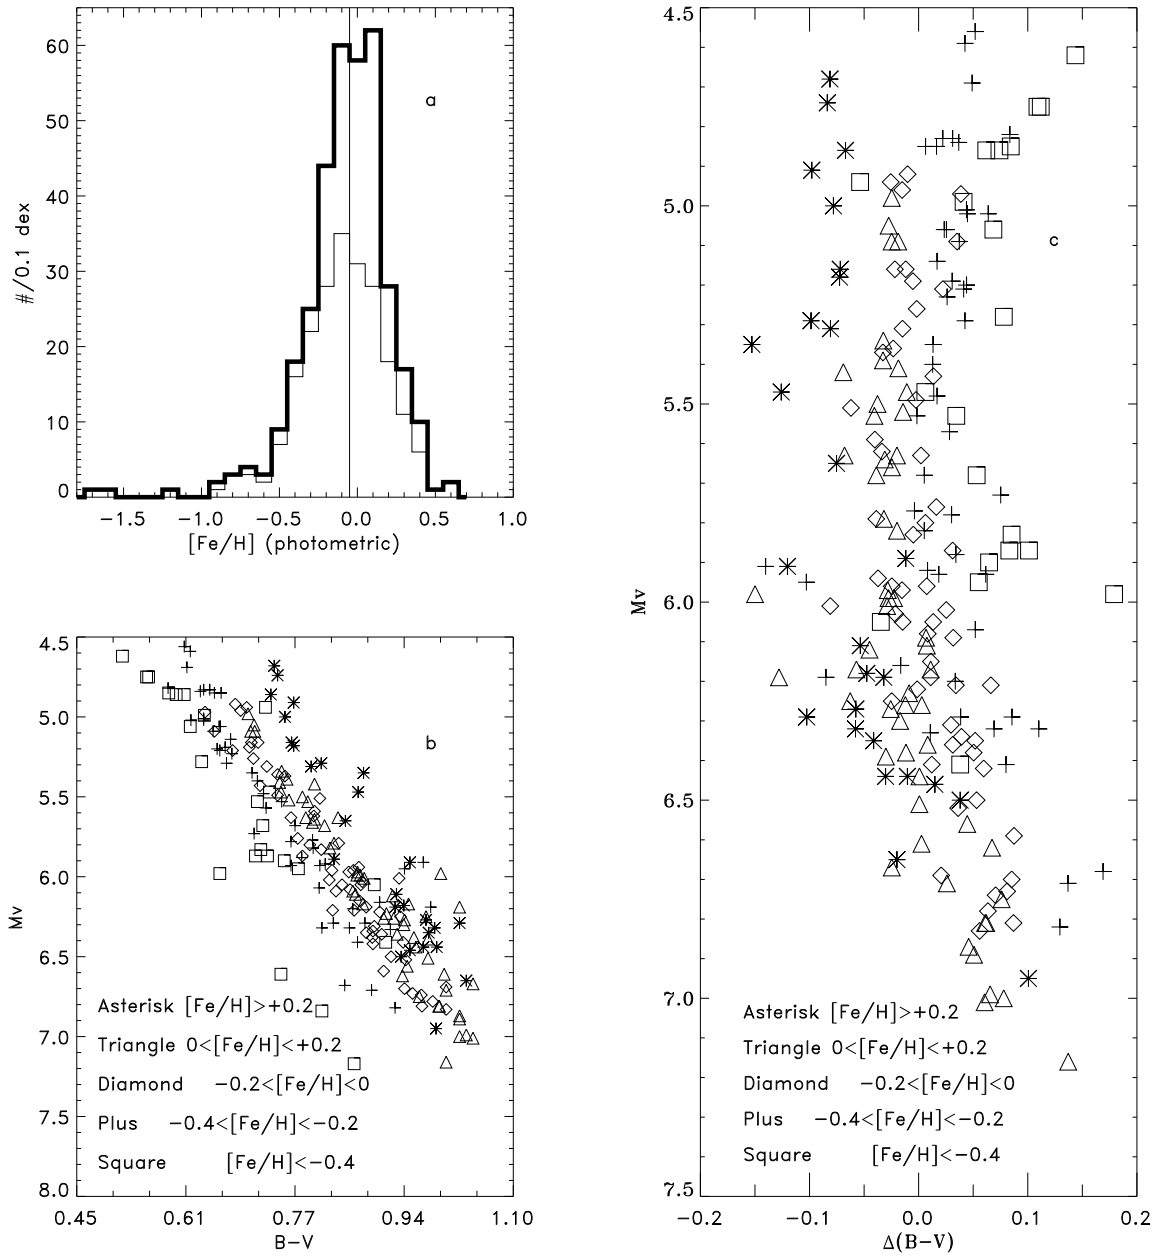 60
50
40
30
20
10
0
#/0.1 dex
a
−1.5 −1.0 −0.5 0.0 0.5 1.0
[Fe/H] (photometric)
4.5
5.0
5.5
6.0
6.5
7.0
7.5
8.0
Mv
b
Asterisk [Fe/H]>+0.2
Triangle 0<[Fe/H]<+0.2
Diamond −0.2<[Fe/H]<0
Plus −0.4<[Fe/H]<−0.2
Square [Fe/H]<−0.4
0.45 0.61 0.77 0.94 1.10
B−V
4.5
5.0
5.5
6.0
6.5
7.0
7.5
Mv
c
Asterisk [Fe/H]>+0.2
Triangle 0<[Fe/H]<+0.2
Diamond −0.2<[Fe/H]<0
Plus −0.4<[Fe/H]<−0.2
Square [Fe/H]<−0.4
−0.2 −0.1 0.0 0.1 0.2
Δ(B−V)